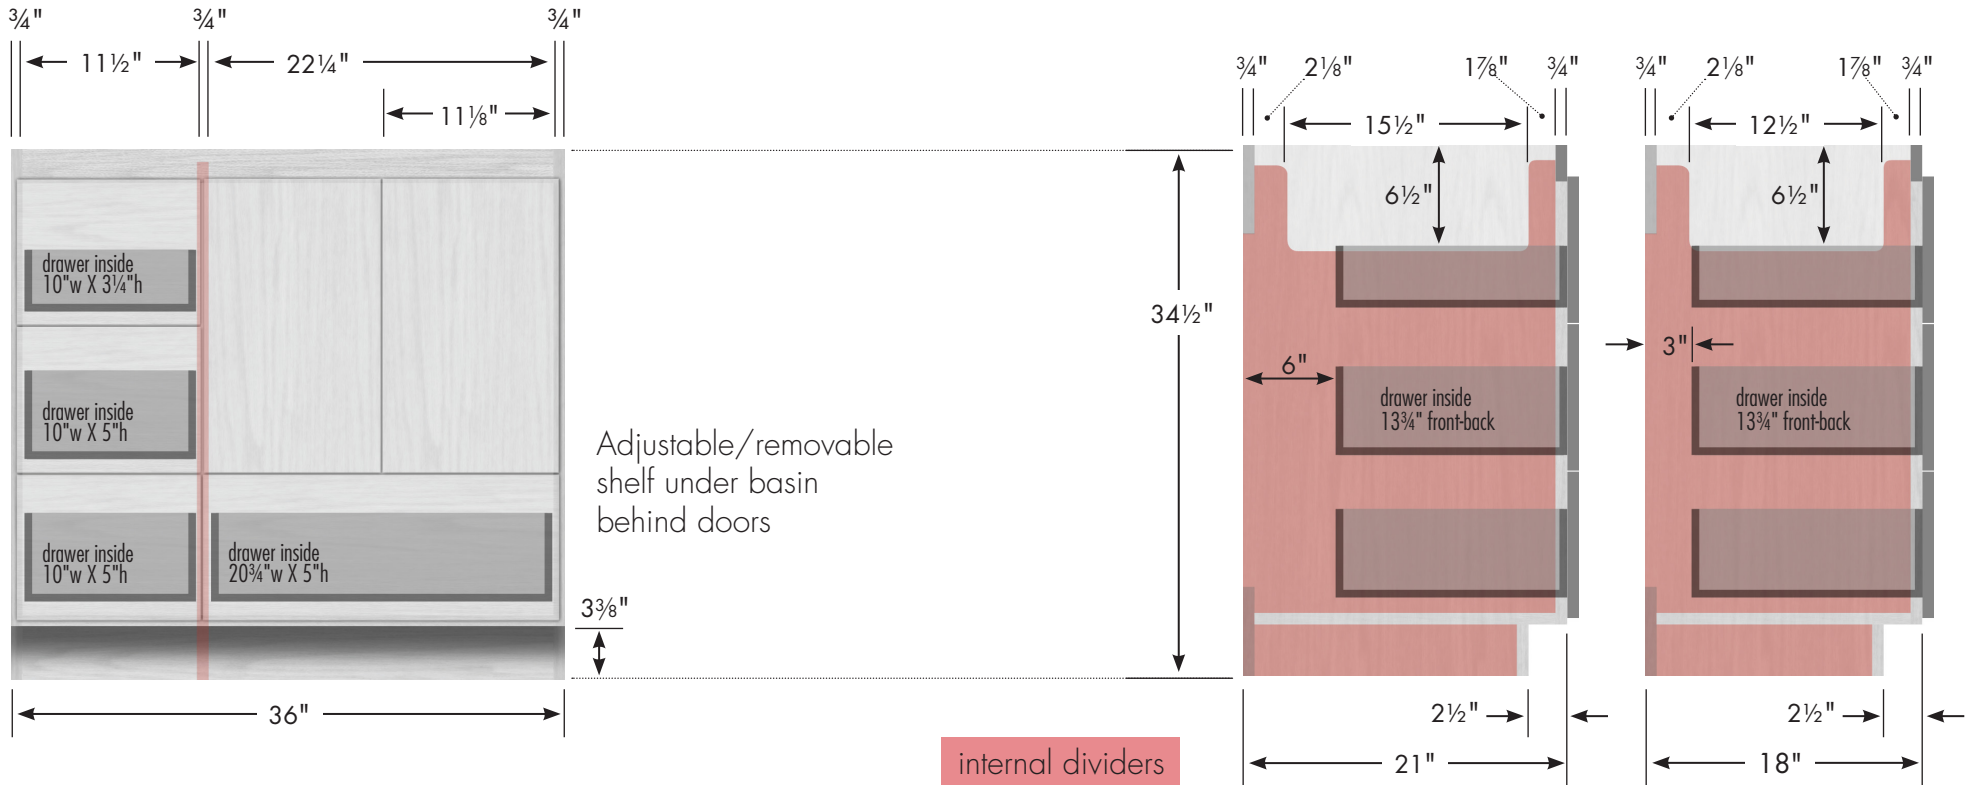 ¾"
¾"
¾"
11½"
22¼"
11⅛"
drawer inside
10"w X 3¼"h
drawer inside
10"w X 5"h
drawer inside
10"w X 5"h
drawer inside
20¾"w X 5"h
3⅜"
36"
Adjustable/removable
shelf under basin
behind doors
34½"
internal dividers
¾"
2⅛"
1⅞"
¾"
15½"
6½"
6"
drawer inside
13¾" front-back
2½"
21"
¾"
2⅛"
1⅞"
¾"
12½"
6½"
3"
drawer inside
13¾" front-back
2½"
18"